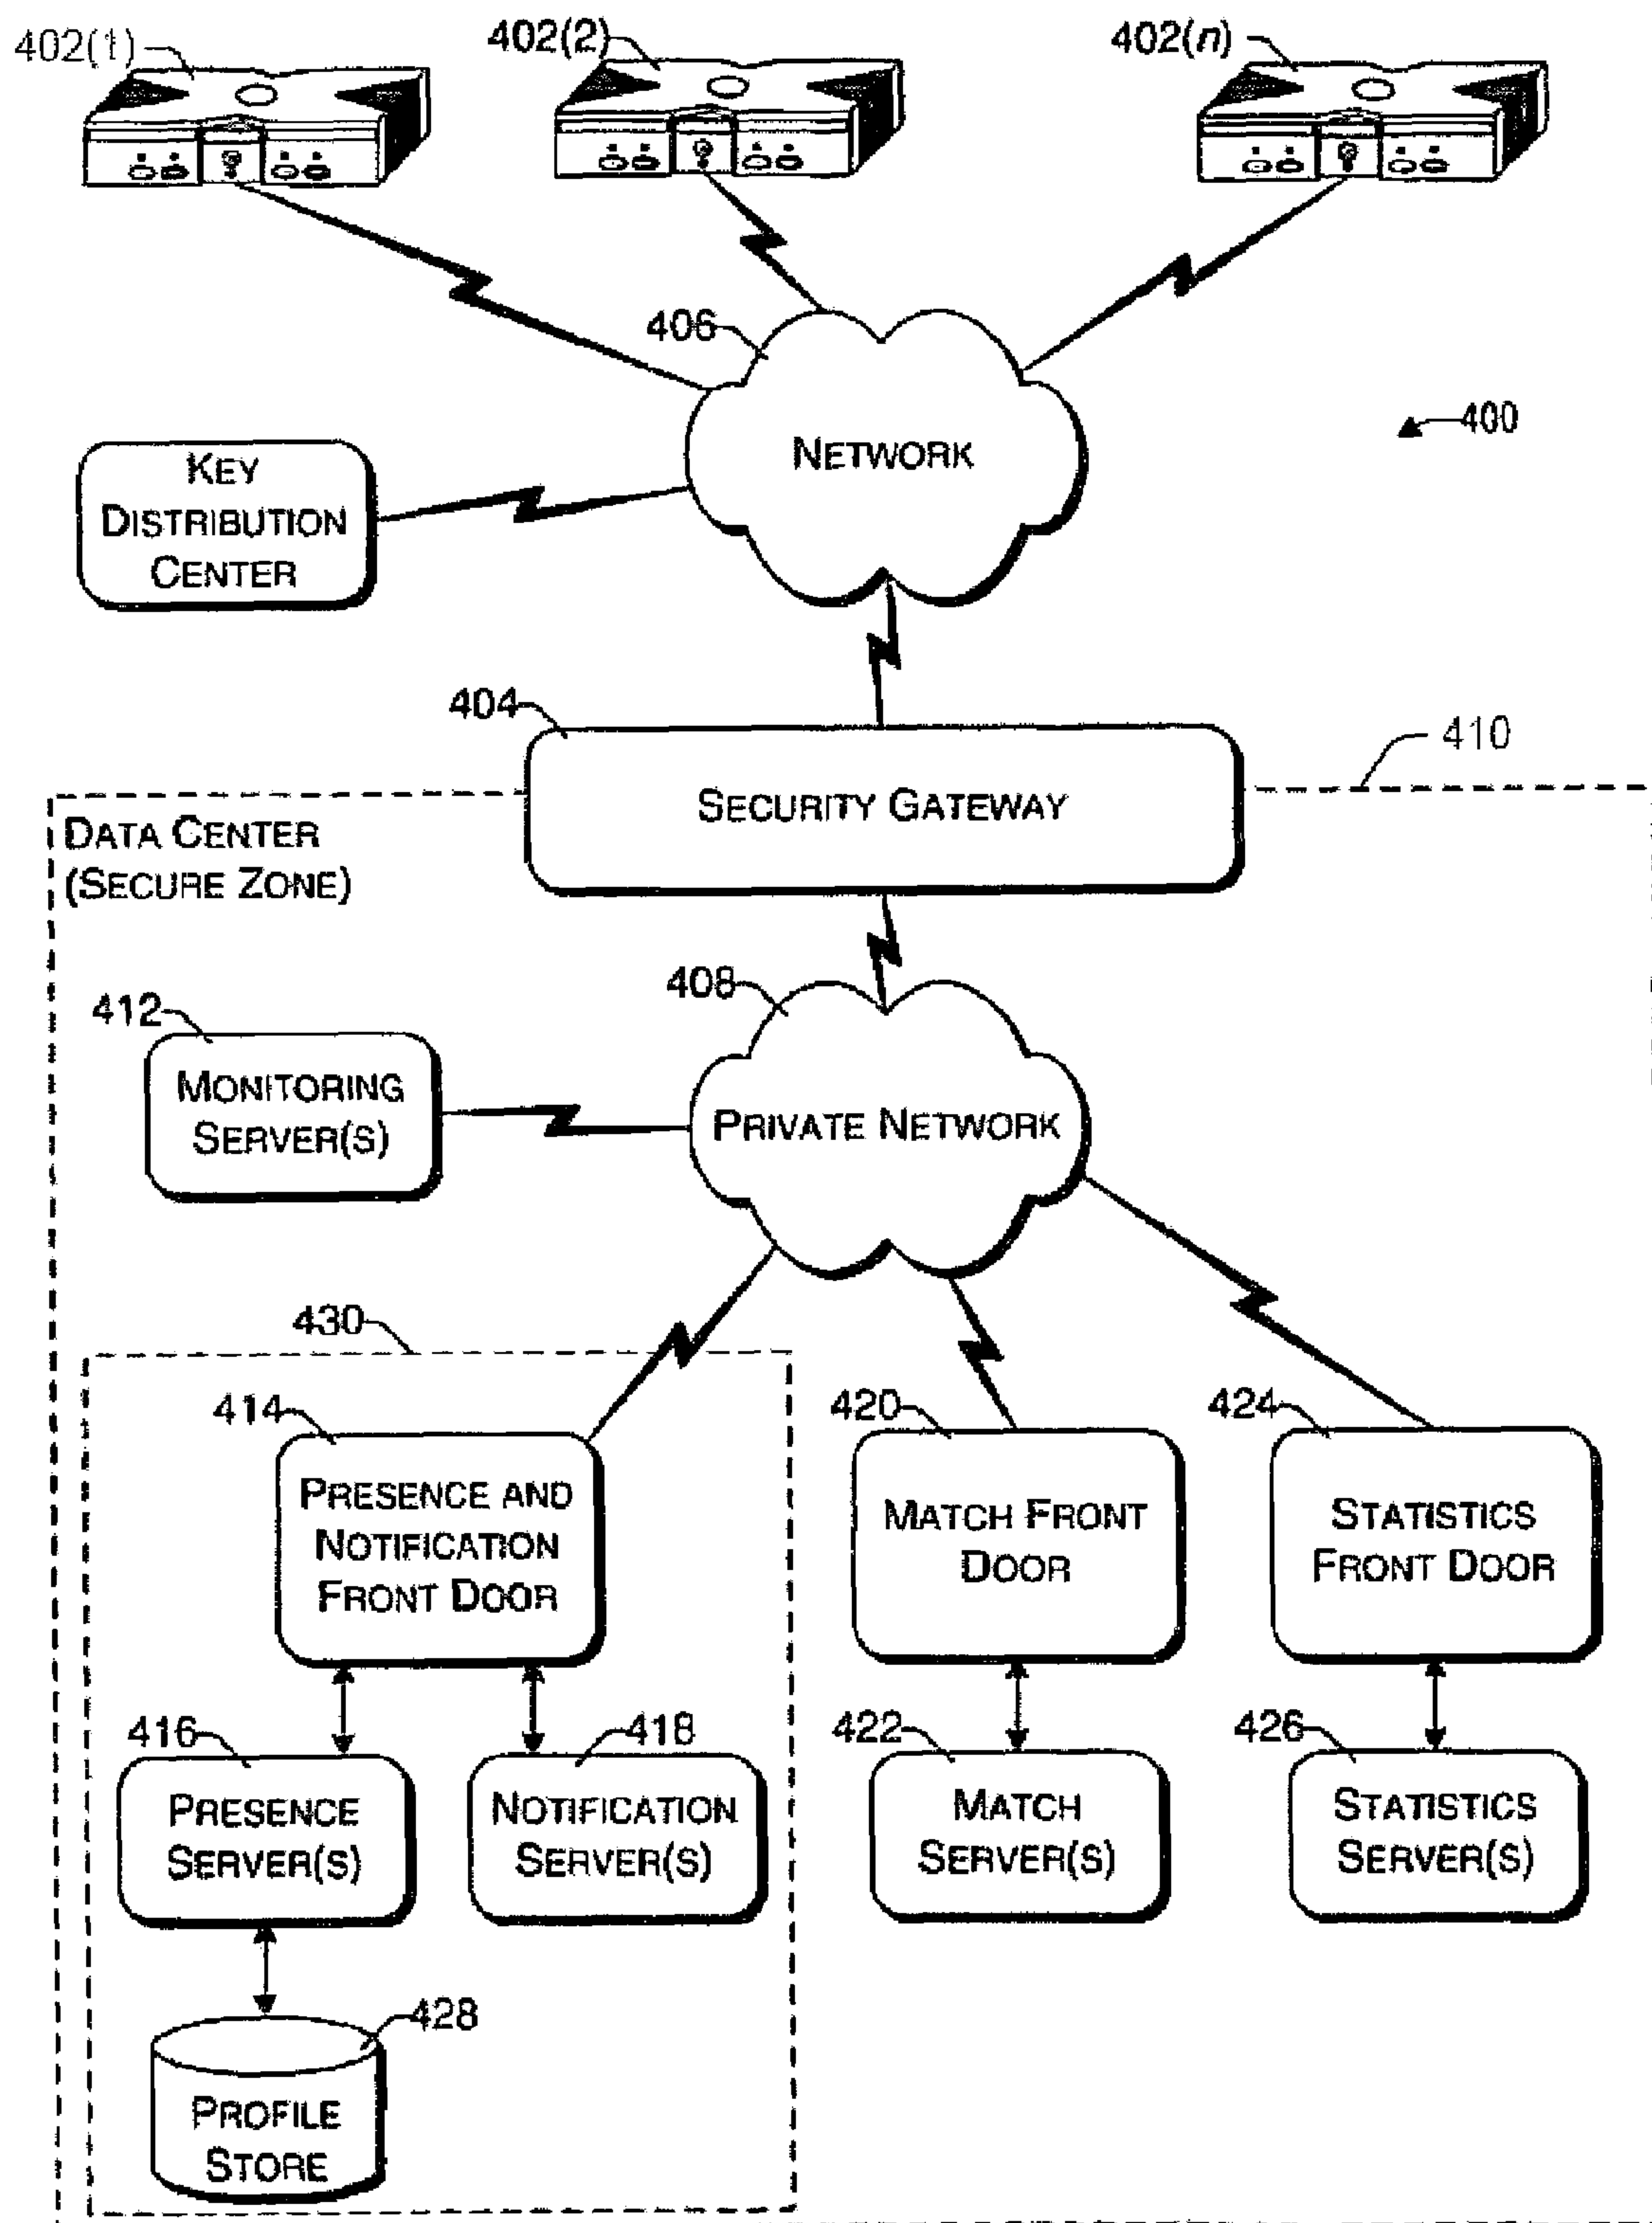 402(1)
402(2)
402(n)
406
NETWORK
400
KEY
DISTRIBUTION
CENTER
404
410
SECURITY GATEWAY
DATA CENTER
(SECURE ZONE)
408
412
MONITORING
SERVER(S)
PRIVATE NETWORK
430
414
420
424
PRESENCE AND
NOTIFICATION
FRONT DOOR
MATCH FRONT
DOOR
STATISTICS
FRONT DOOR
416
418
422
426
PRESENCE
SERVER(S)
NOTIFICATION
SERVER(S)
MATCH
SERVER(S)
STATISTICS
SERVER(S)
428
PROFILE
STORE